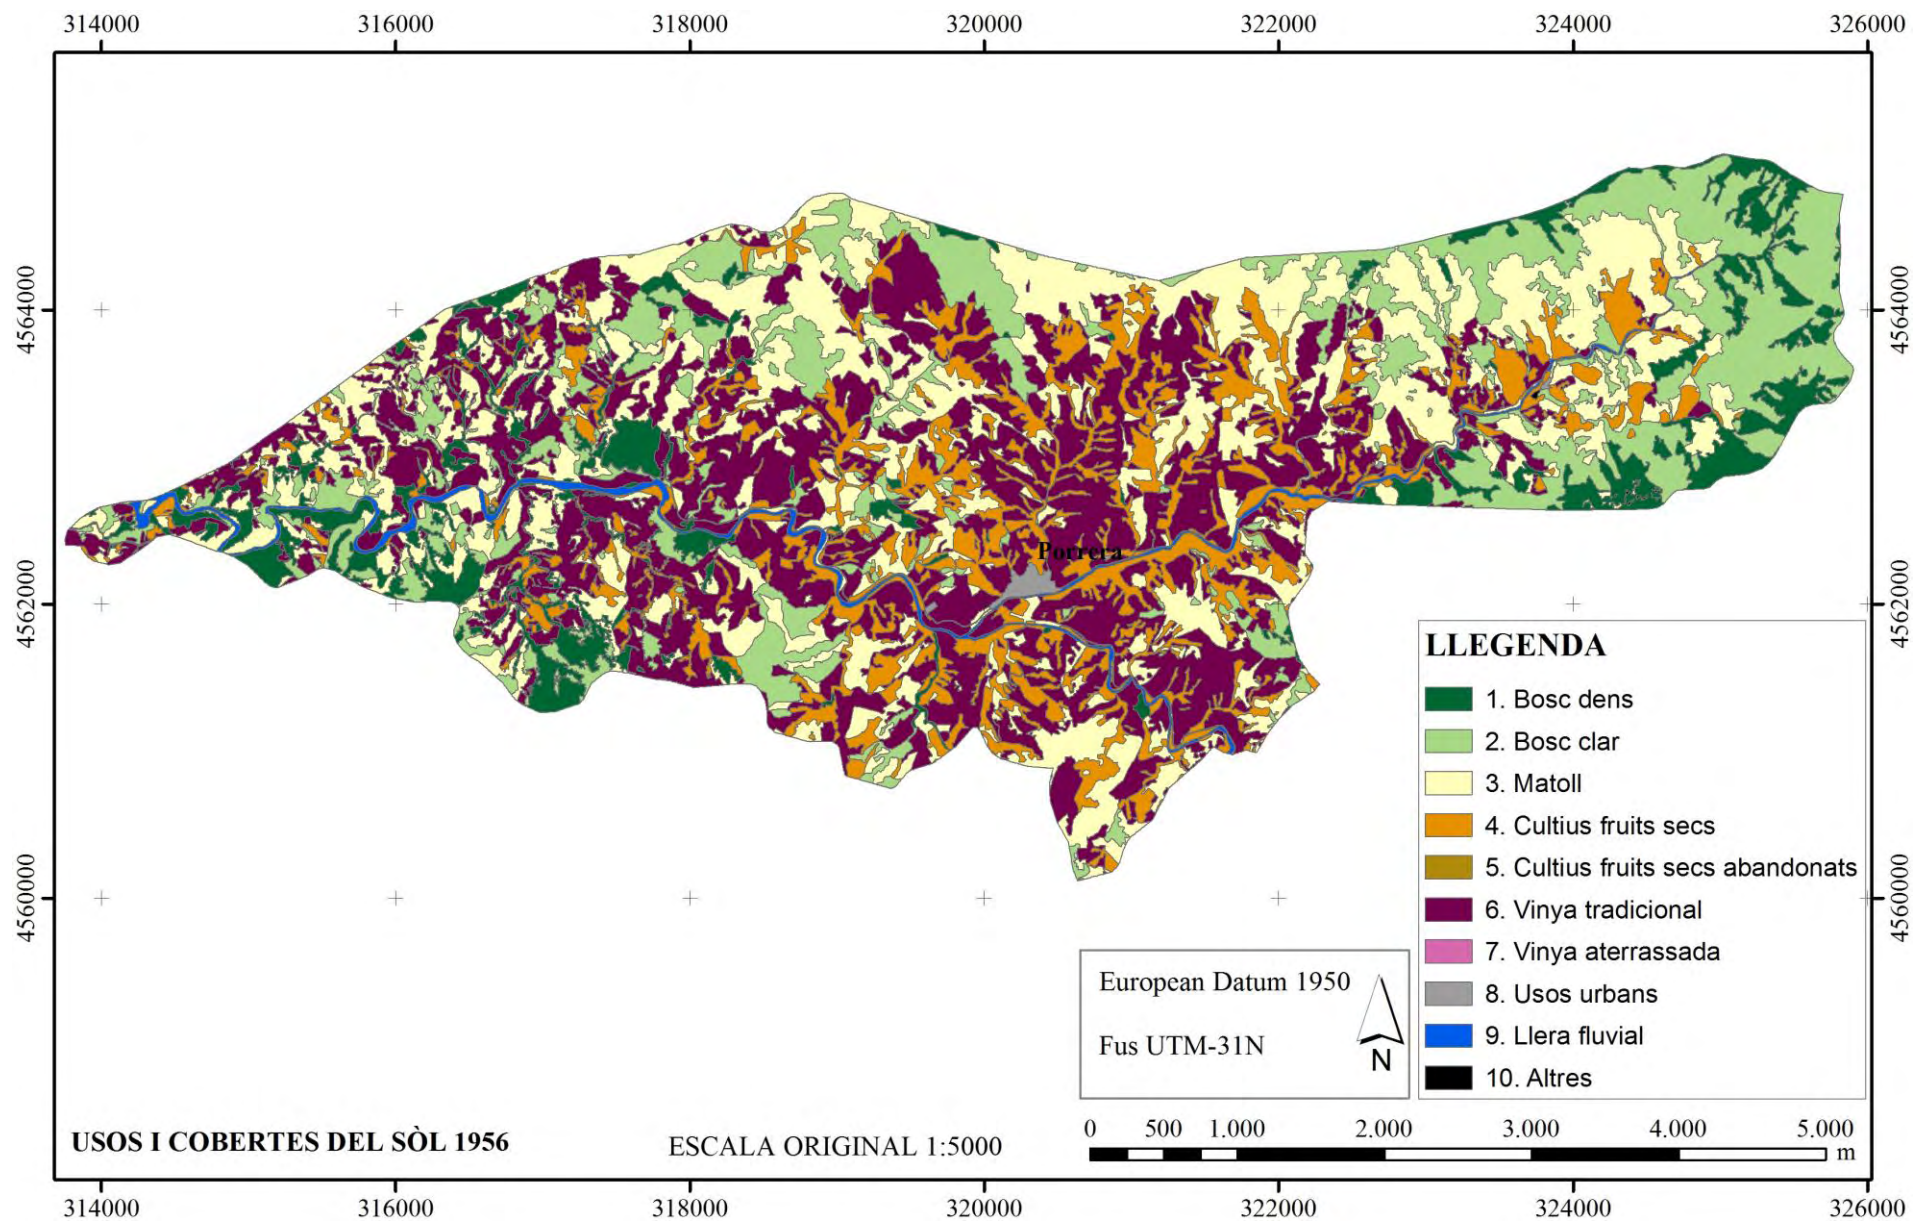 314000 316000 318000 320000 322000 324000 326000
4564000 4564000
4562000 4562000
4560000 4560000
Porrera
LLEGENDA
1. Bosc dens
2. Bosc clar
3. Matoll
4. Cultius fruits secs
5. Cultius fruits secs abandonats
6. Vinya tradicional
7. Vinya aterrassada
8. Usos urbans
9. Llera fluvial
10. Altres
European Datum 1950
Fus UTM-31N
N
USOS I COBERTES DEL SÒL 1956
ESCALA ORIGINAL 1:5000
0 500 1.000 2.000 3.000 4.000 5.000
m
314000 316000 318000 320000 322000 324000 326000